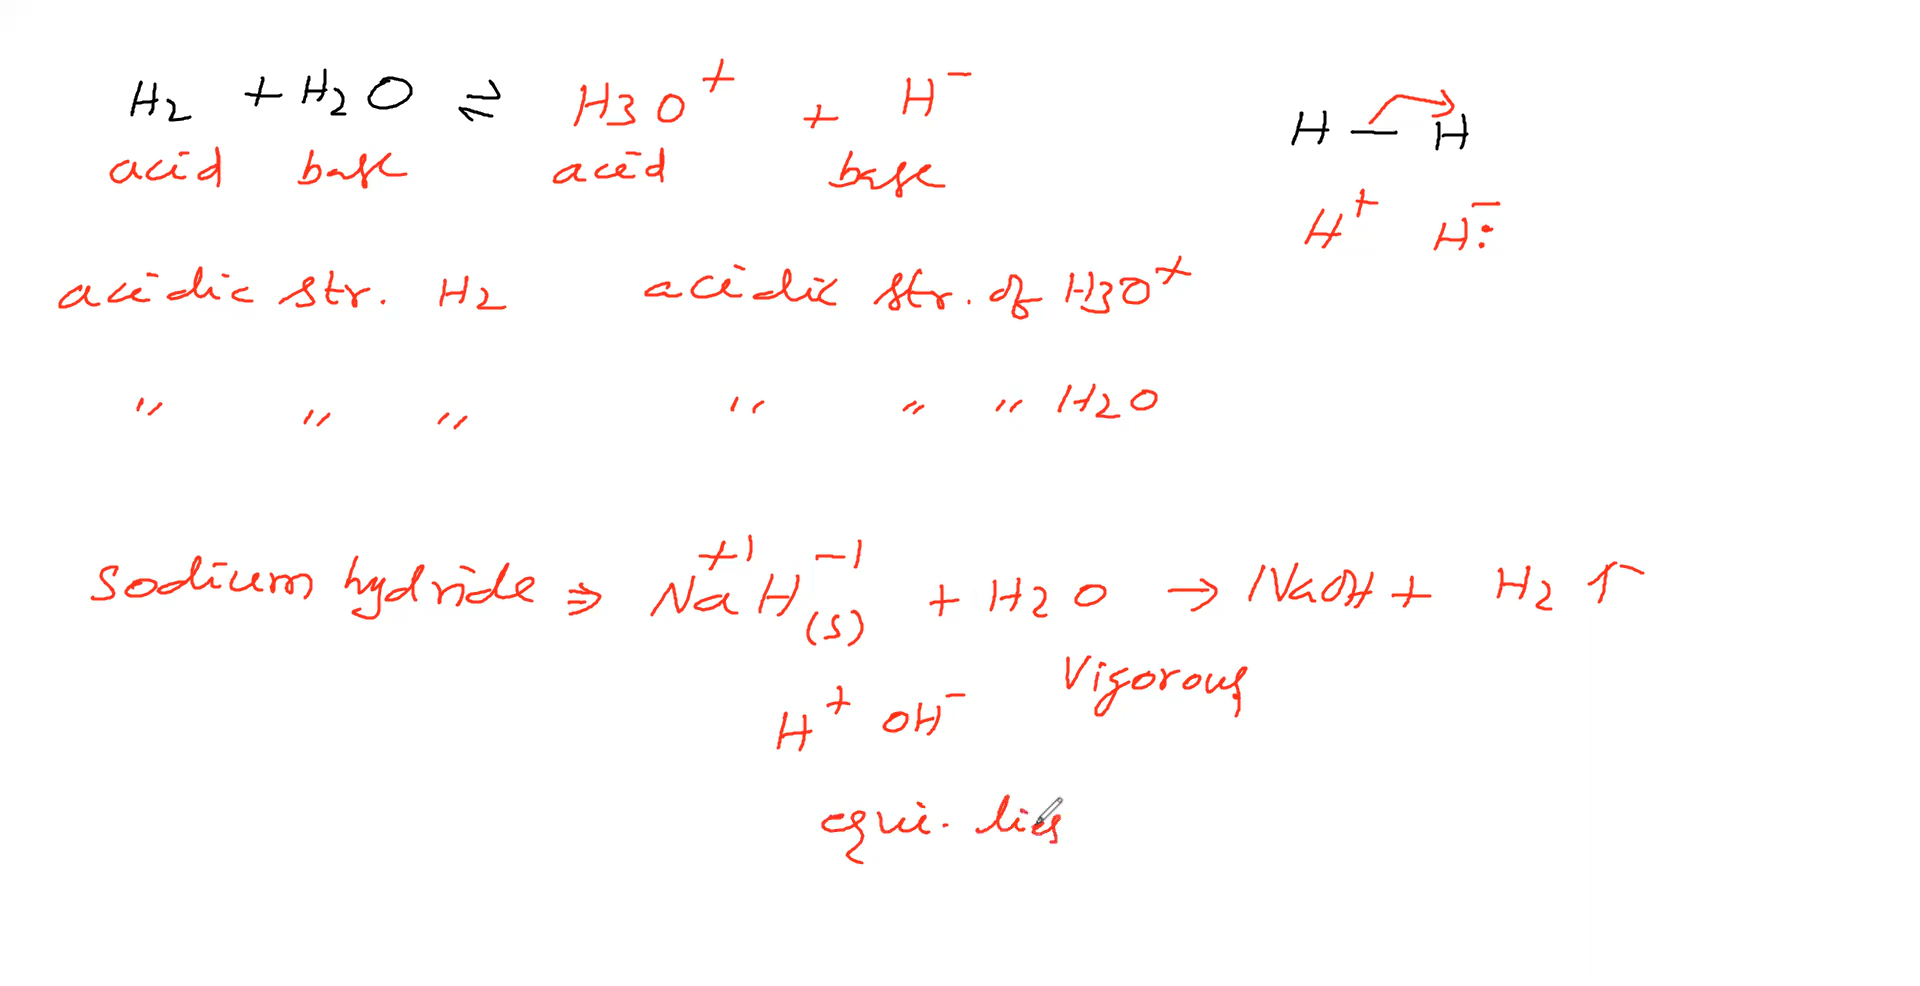 H2 + H2O ⇌ H3O+ + H- H — H
acid base acid base H+ H:-
acidic str. H2 acidic str. of H3O+
" " " " " " H2O
Sodium hydride ⇒ Na+1 H-1 (s) + H2O → NaOH + H2 ↑
H+ OH- Vigorous
equi. lies